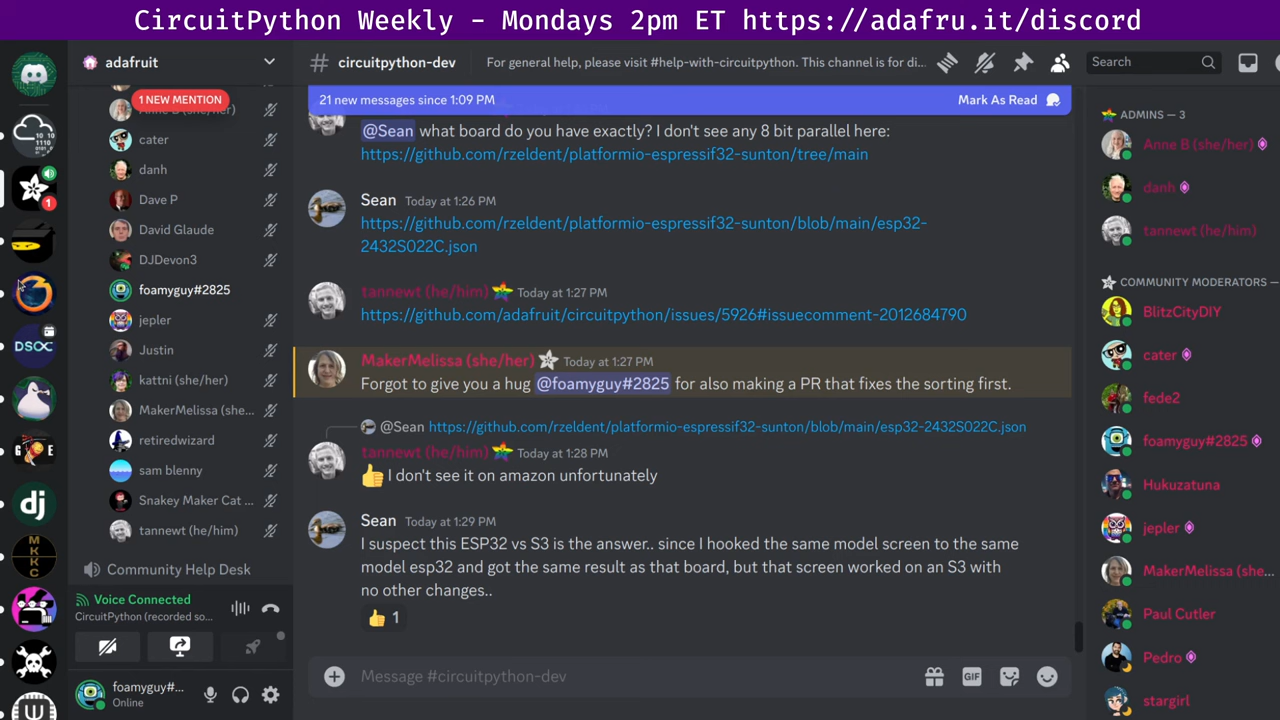 CircuitPython Weekly - Mondays 2pm ET https://adafru.it/discord
adafruit
1 NEW MENTION
cater
danh
Dave P
David Glaude
DJDevon3
foamyguy#2825
jepler
Justin
kattni (she/her)
MakerMelissa (she...
retiredwizard
sam blenny
Snakey Maker Cat ...
tannewt (he/him)
Community Help Desk
Voice Connected
CircuitPython (recorded so...
foamyguy#...
Online
1
DSOC
dj
# circuitpython-dev
For general help, please visit #help-with-circuitpython. This channel is for di...
Search
21 new messages since 1:09 PM
Mark As Read
@Sean what board do you have exactly? I don't see any 8 bit parallel here:
https://github.com/rzeldent/platformio-espressif32-sunton/tree/main
Sean Today at 1:26 PM
https://github.com/rzeldent/platformio-espressif32-sunton/blob/main/esp32-
2432S022C.json
tannewt (he/him) Today at 1:27 PM
https://github.com/adafruit/circuitpython/issues/5926#issuecomment-2012684790
MakerMelissa (she/her) Today at 1:27 PM
Forgot to give you a hug @foamyguy#2825 for also making a PR that fixes the sorting first.
@Sean https://github.com/rzeldent/platformio-espressif32-sunton/blob/main/esp32-2432S022C.json
tannewt (he/him) Today at 1:28 PM
👍 I don't see it on amazon unfortunately
Sean Today at 1:29 PM
I suspect this ESP32 vs S3 is the answer.. since I hooked the same model screen to the same
model esp32 and got the same result as that board, but that screen worked on an S3 with
no other changes..
👍 1
Message #circuitpython-dev
GIF
ADMINS — 3
Anne B (she/her)
danh
tannewt (he/him)
COMMUNITY MODERATORS —
BlitzCityDIY
cater
fede2
foamyguy#2825
Hukuzatuna
jepler
MakerMelissa (she...
Paul Cutler
Pedro
stargirl